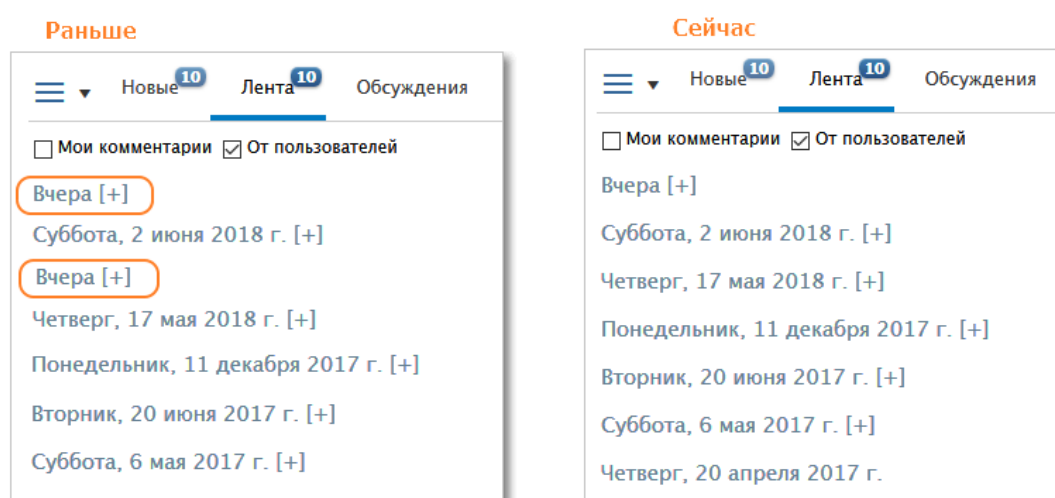 Раньше
Новые 10 Лента 10 Обсуждения
Мои комментарии От пользователей
Вчера [+]
Суббота, 2 июня 2018 г. [+]
Вчера [+]
Четверг, 17 мая 2018 г. [+]
Понедельник, 11 декабря 2017 г. [+]
Вторник, 20 июня 2017 г. [+]
Суббота, 6 мая 2017 г. [+]
Сейчас
Новые 10 Лента 10 Обсуждения
Мои комментарии От пользователей
Вчера [+]
Суббота, 2 июня 2018 г. [+]
Четверг, 17 мая 2018 г. [+]
Понедельник, 11 декабря 2017 г. [+]
Вторник, 20 июня 2017 г. [+]
Суббота, 6 мая 2017 г. [+]
Четверг, 20 апреля 2017 г.